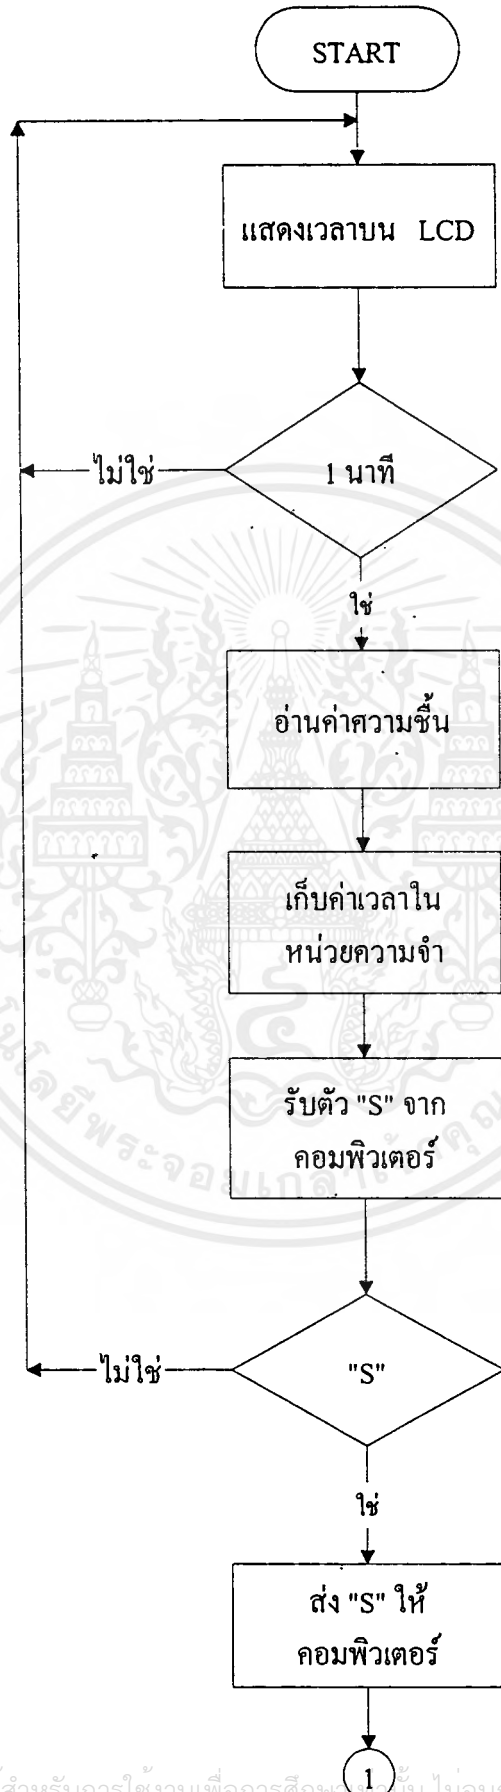 START
แสดงเวลาบน LCD
1 นาที
ไม่ใช่
ใช่
อ่านค่าความชื้น
เก็บค่าเวลาใน
หน่วยความจำ
รับตัว "S" จาก
คอมพิวเตอร์
"S"
ไม่ใช่
ใช่
ส่ง "S" ให้
คอมพิวเตอร์
1